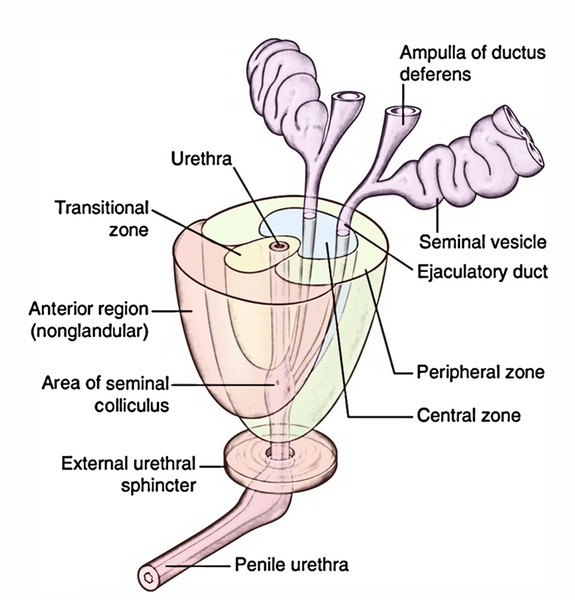 Ampulla of ductus
deferens
Urethra
Transitional
zone
Seminal vesicle
Ejaculatory duct
Anterior region
(nonglandular)
Peripheral zone
Area of seminal
colliculus
Central zone
External urethral
sphincter
Penile urethra